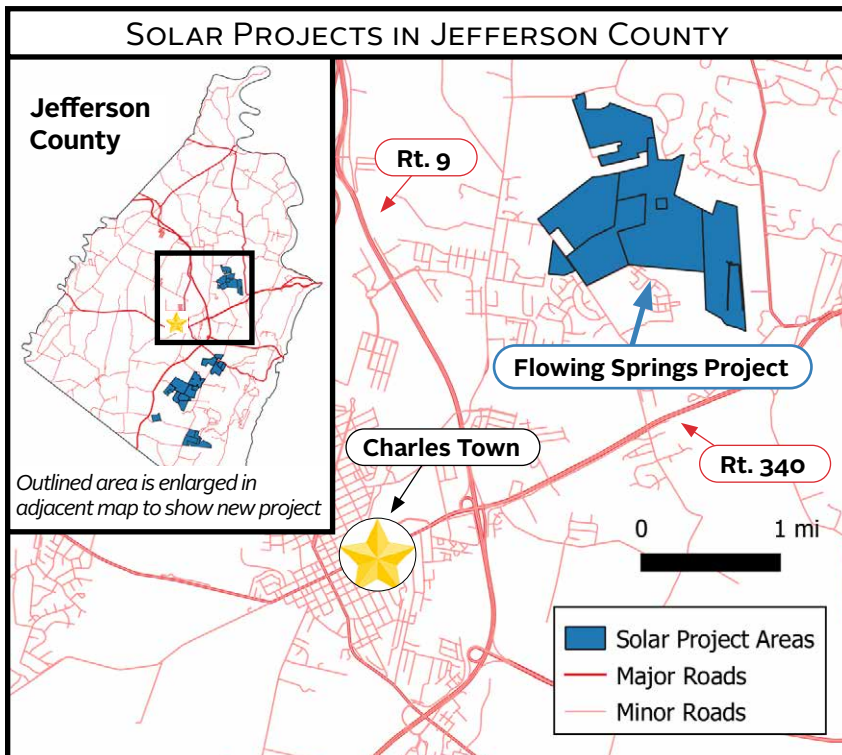 SOLAR PROJECTS IN JEFFERSON COUNTY
Jefferson
County
Outlined area is enlarged in
adjacent map to show new project
Rt. 9
Flowing Springs Project
Charles Town
Rt. 340
0 1 mi
Solar Project Areas
Major Roads
Minor Roads